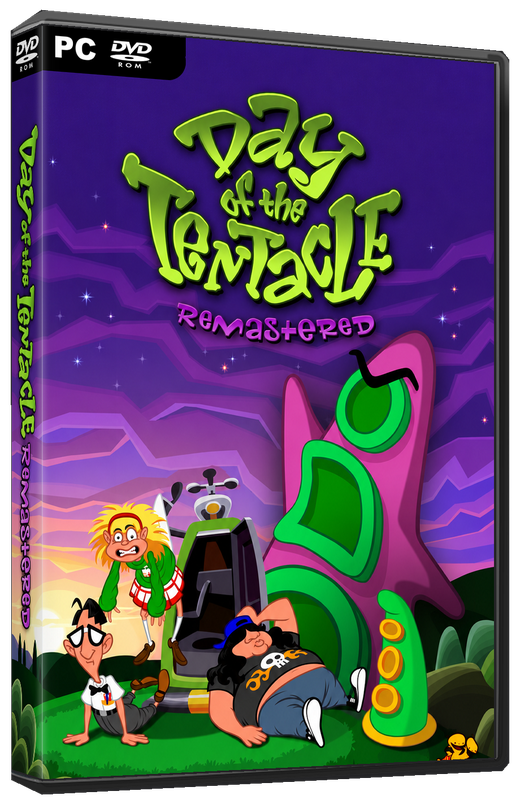 DVD
ROM
PC DVD
ROM
Day
of the
Tentacle
Remastered
Day of the Tentacle Remastered